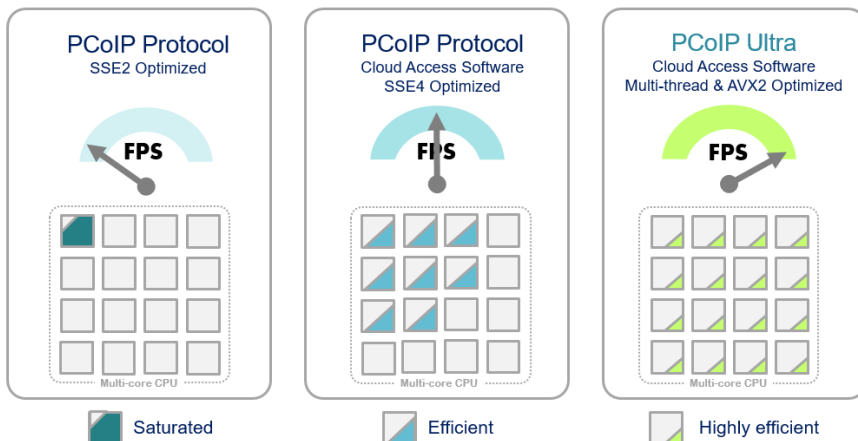 PCoIP Protocol
SSE2 Optimized
FPS
Multi-core CPU
Saturated
PCoIP Protocol
Cloud Access Software
SSE4 Optimized
FPS
Multi-core CPU
Efficient
PCoIP Ultra
Cloud Access Software
Multi-thread & AVX2 Optimized
FPS
Multi-core CPU
Highly efficient